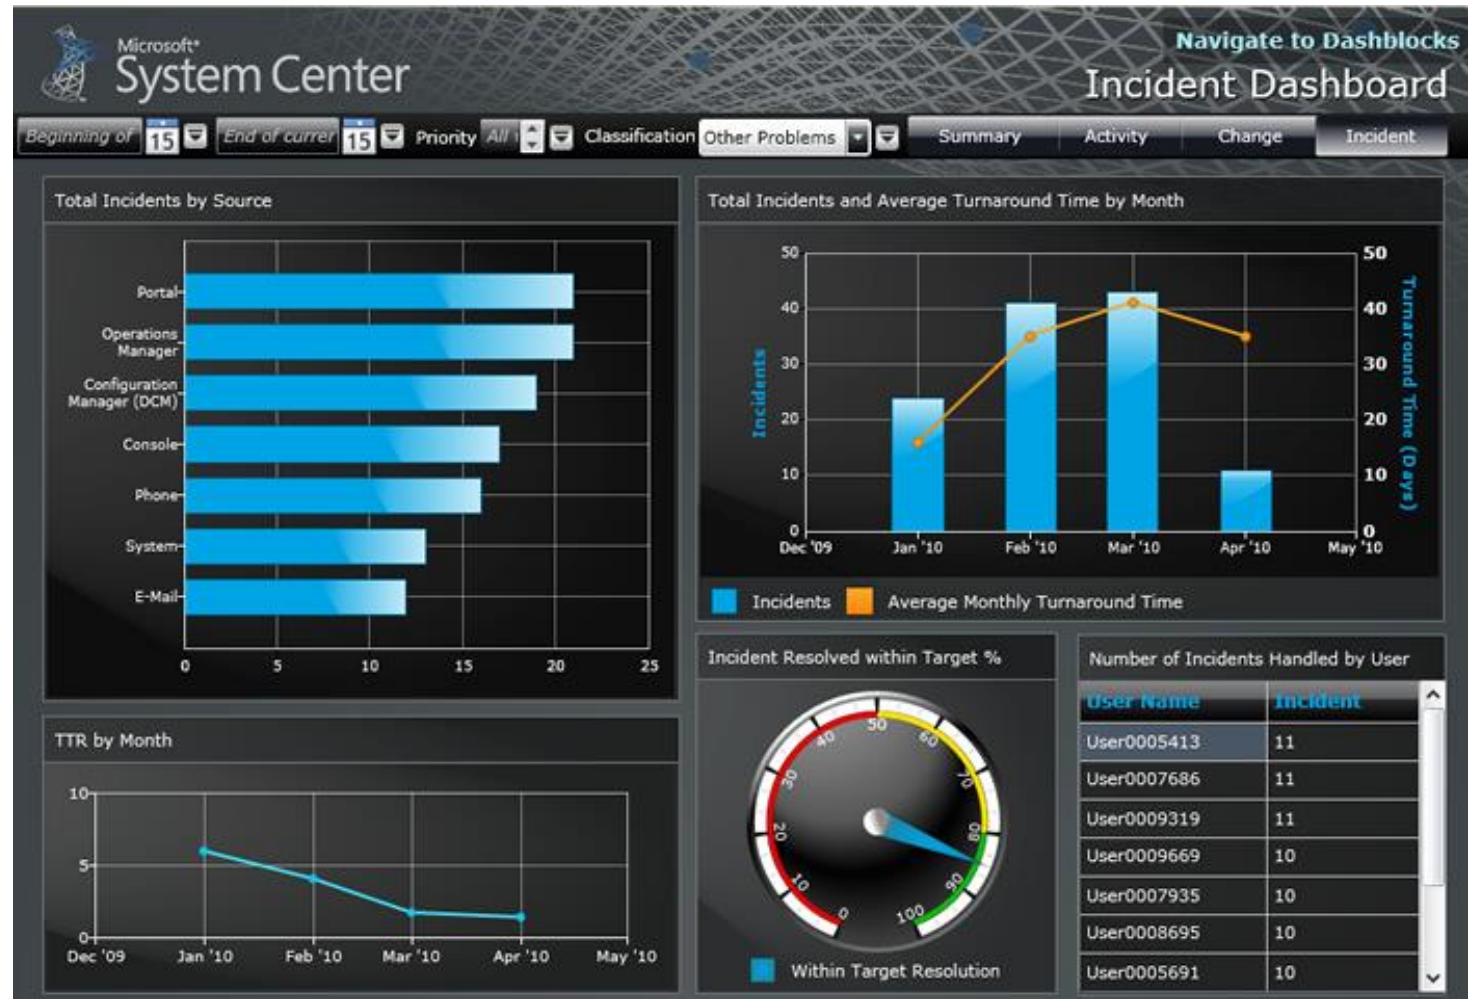 Microsoft®
System Center
Navigate to Dashblocks
Incident Dashboard
Beginning of 15 End of currer 15 Priority All Classification Other Problems Summary Activity Change Incident
Total Incidents by Source
Portal
Operations
Manager
Configuration
Manager (DCM)
Console
Phone
System
E-Mail
0 5 10 15 20 25
Total Incidents and Average Turnaround Time by Month
50 50
40 40
30 30
20 20
10 10
0 0
Incidents
Turnaround Time (Days)
Dec '09 Jan '10 Feb '10 Mar '10 Apr '10 May '10
Incidents Average Monthly Turnaround Time
TTR by Month
10
5
0
Dec '09 Jan '10 Feb '10 Mar '10 Apr '10 May '10
Incident Resolved within Target %
0 10 20 30 40 50 60 70 80 90 100
Within Target Resolution
Number of Incidents Handled by User
User Name Incident
User0005413 11
User0007686 11
User0009319 11
User0009669 10
User0007935 10
User0008695 10
User0005691 10